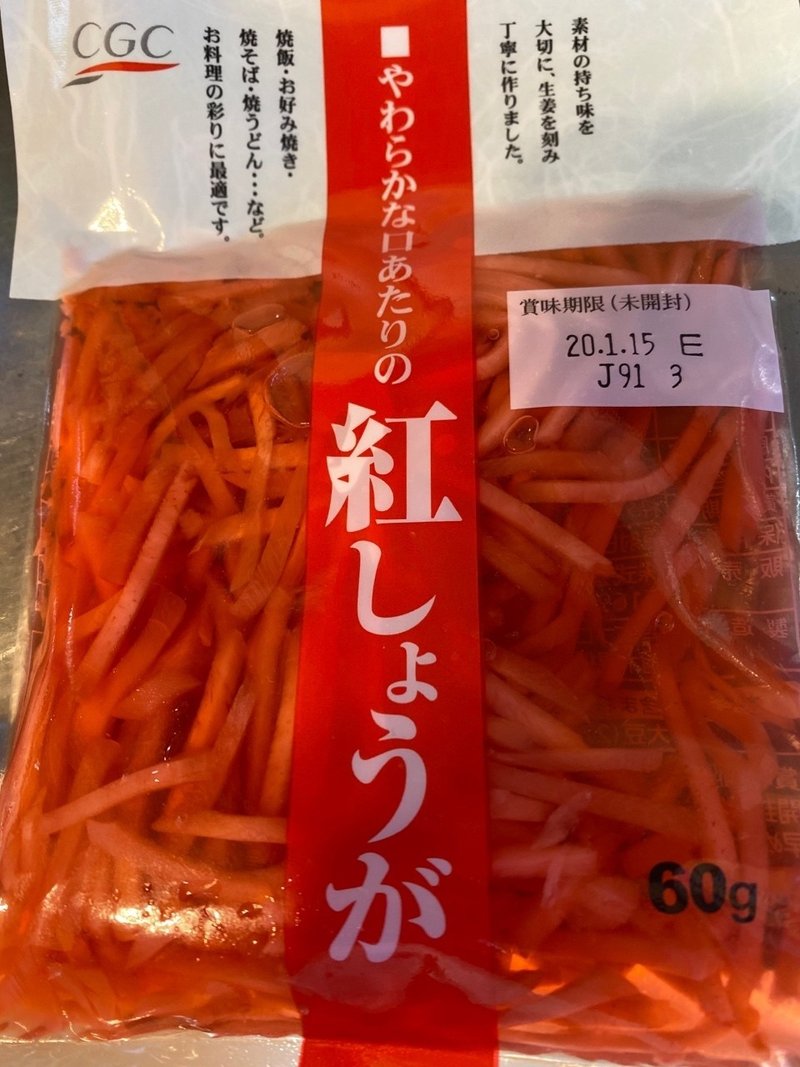 CGC
素材の持ち味を
大切に、生姜を刻み
丁寧に作りました。
■やわらかな口あたりの
紅しょうが
焼飯・お好み焼き・
焼そば・焼うどん・・・など。
お料理の彩りに最適です。
賞味期限(未開封)
20.1.15 E
J91 3
60g